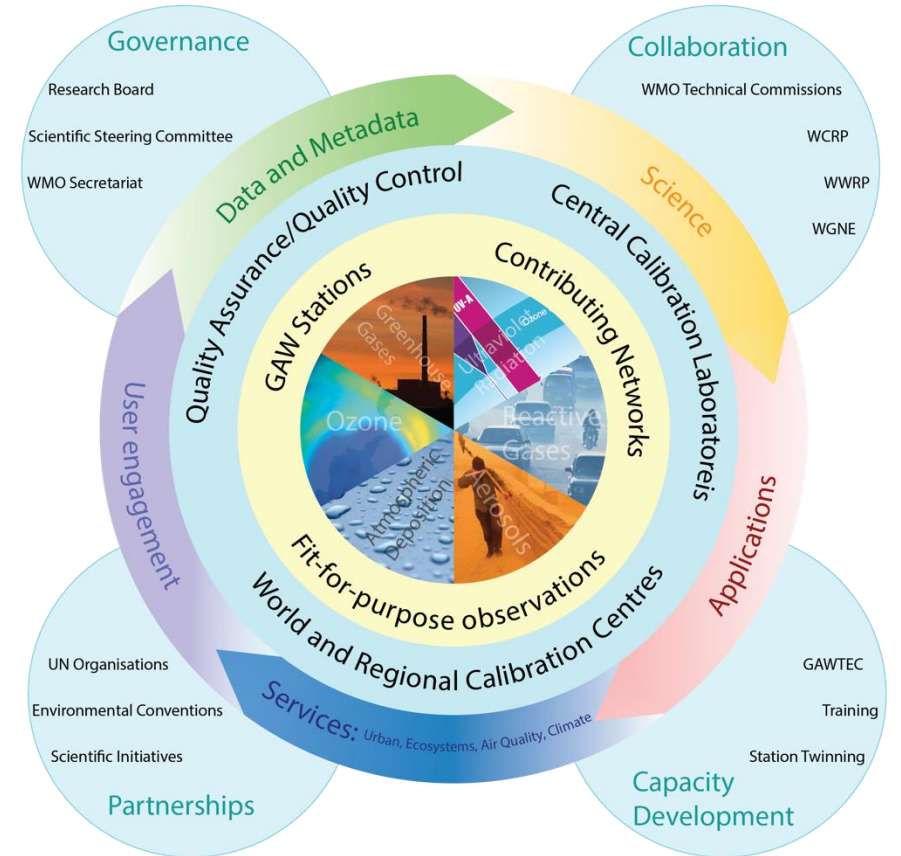 Governance
Research Board
Scientific Steering Committee
WMO Secretariat
Collaboration
WMO Technical Commissions
WCRP
WWRP
WGNE
Data and Metadata
Science
Applications
Services: Urban, Ecosystems, Air Quality, Climate
User engagement
Quality Assurance/Quality Control
Central Calibration Laboratoreis
World and Regional Calibration Centres
GAW Stations
Contributing Networks
Fit-for-purpose observations
Greenhouse
Gases
UV-A
Ozone
Ultraviolet
Radiation
Ozone
Reactive
Gases
Atmospheric
Deposition
Aerosols
UN Organisations
Environmental Conventions
Scientific Initiatives
Partnerships
GAWTEC
Training
Station Twinning
Capacity
Development